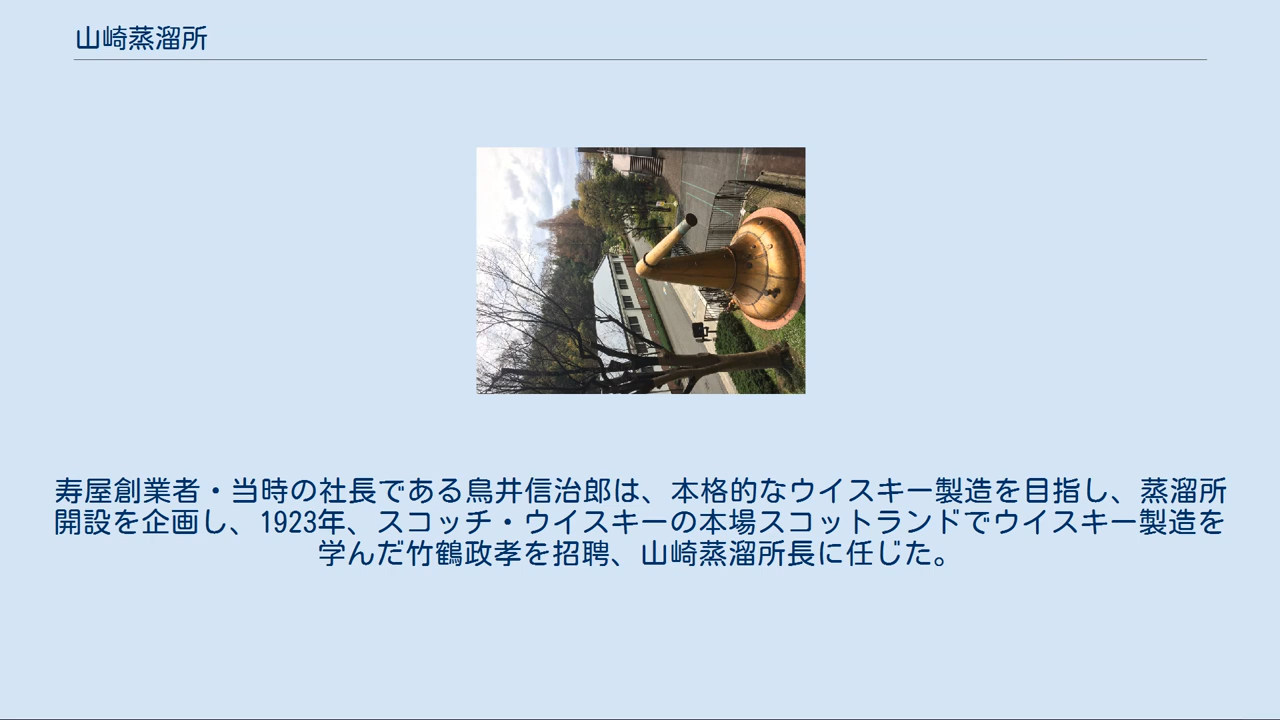 山崎蒸溜所
寿屋創業者・当時の社長である鳥井信治郎は、本格的なウイスキー製造を目指し、蒸溜所
開設を企画し、1923年、スコッチ・ウイスキーの本場スコットランドでウイスキー製造を
学んだ竹鶴政孝を招聘、山崎蒸溜所長に任じた。